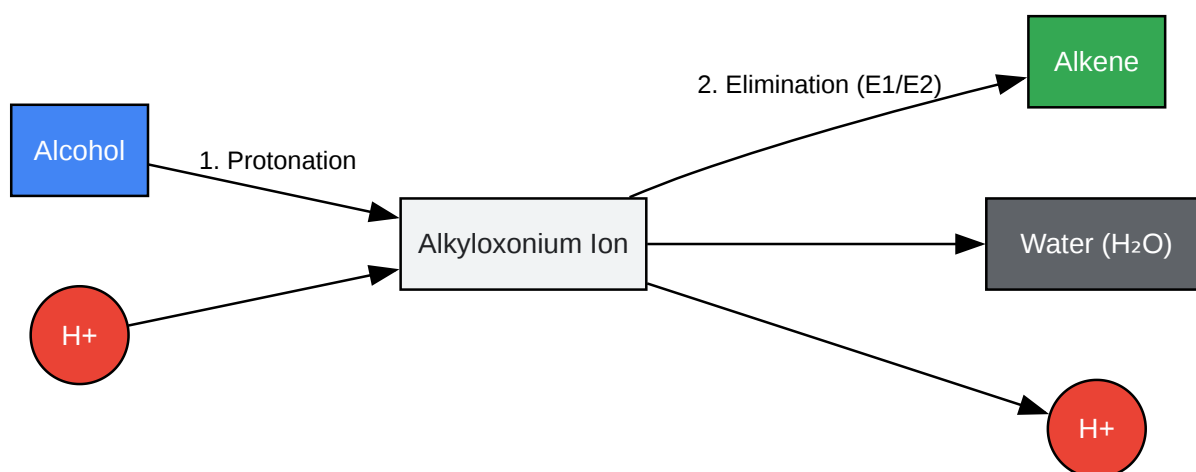 Alcohol
H+
1. Protonation
Alkyloxonium Ion
2. Elimination (E1/E2)
Alkene
Water (H₂O)
H+